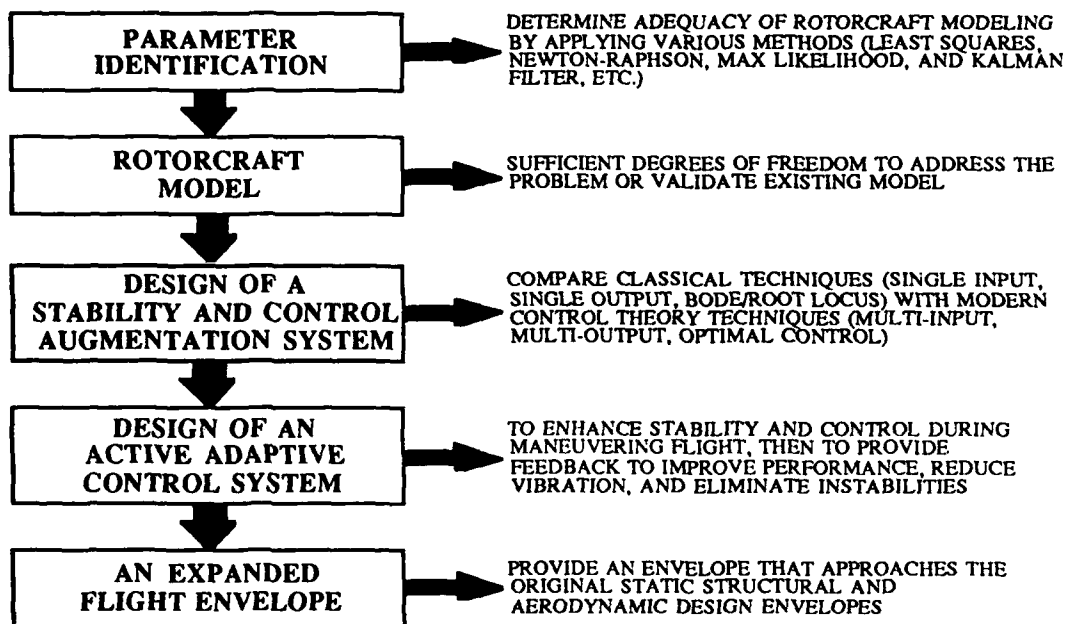 PARAMETER
IDENTIFICATION
DETERMINE ADEQUACY OF ROTORCRAFT MODELING
BY APPLYING VARIOUS METHODS (LEAST SQUARES,
NEWTON-RAPHSON, MAX LIKELIHOOD, AND KALMAN
FILTER, ETC.)
ROTORCRAFT
MODEL
SUFFICIENT DEGREES OF FREEDOM TO ADDRESS THE
PROBLEM OR VALIDATE EXISTING MODEL
DESIGN OF A
STABILITY AND CONTROL
AUGMENTATION SYSTEM
COMPARE CLASSICAL TECHNIQUES (SINGLE INPUT,
SINGLE OUTPUT, BODE/ROOT LOCUS) WITH MODERN
CONTROL THEORY TECHNIQUES (MULTI-INPUT,
MULTI-OUTPUT, OPTIMAL CONTROL)
DESIGN OF AN
ACTIVE ADAPTIVE
CONTROL SYSTEM
TO ENHANCE STABILITY AND CONTROL DURING
MANEUVERING FLIGHT, THEN TO PROVIDE
FEEDBACK TO IMPROVE PERFORMANCE, REDUCE
VIBRATION, AND ELIMINATE INSTABILITIES
AN EXPANDED
FLIGHT ENVELOPE
PROVIDE AN ENVELOPE THAT APPROACHES THE
ORIGINAL STATIC STRUCTURAL AND
AERODYNAMIC DESIGN ENVELOPES